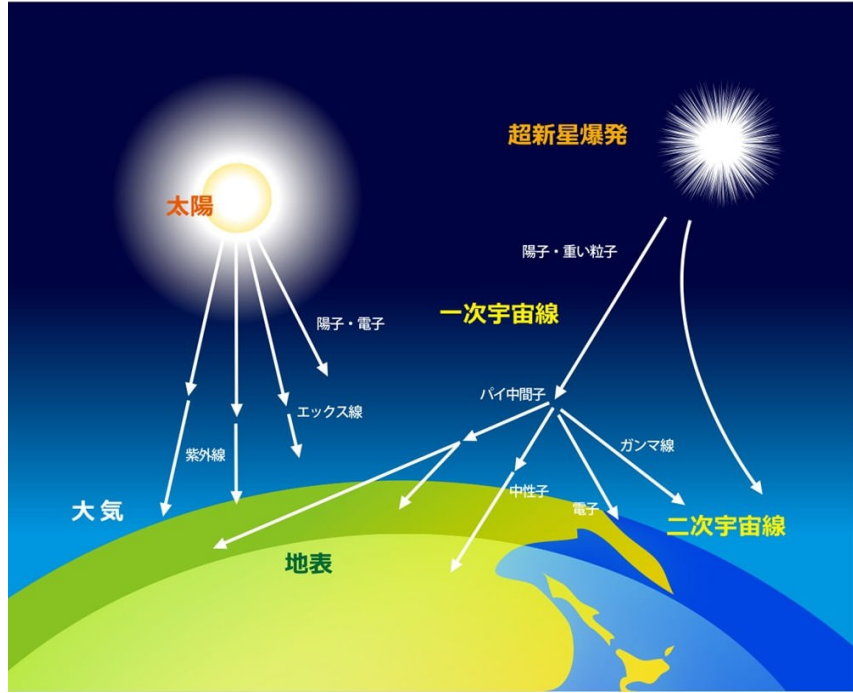 超新星爆発
太陽
陽子・重い粒子
一次宇宙線
陽子・電子
パイ中間子
エックス線
ガンマ線
紫外線
中性子
大気
電子
二次宇宙線
地表